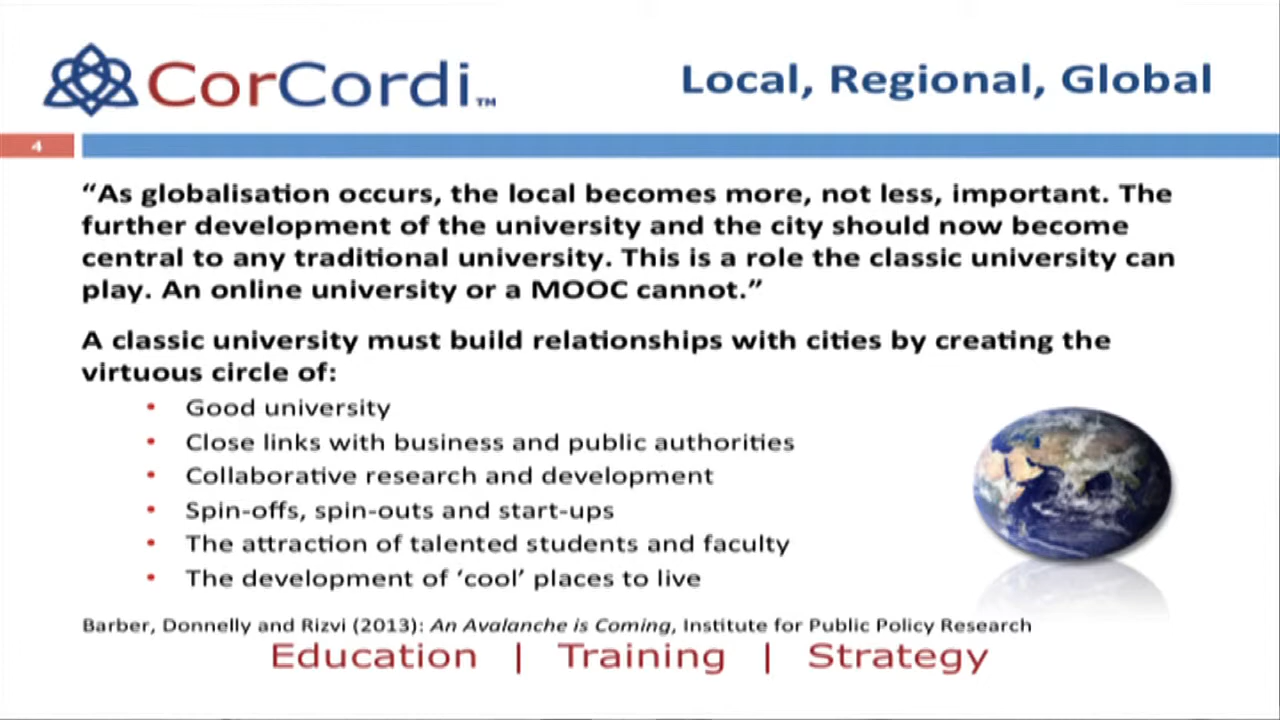 CorCordi™
Local, Regional, Global
4
“As globalisation occurs, the local becomes more, not less, important. The
further development of the university and the city should now become
central to any traditional university. This is a role the classic university can
play. An online university or a MOOC cannot.”
A classic university must build relationships with cities by creating the
virtuous circle of:
• Good university
• Close links with business and public authorities
• Collaborative research and development
• Spin-offs, spin-outs and start-ups
• The attraction of talented students and faculty
• The development of ‘cool’ places to live
Barber, Donnelly and Rizvi (2013): An Avalanche is Coming, Institute for Public Policy Research
Education | Training | Strategy